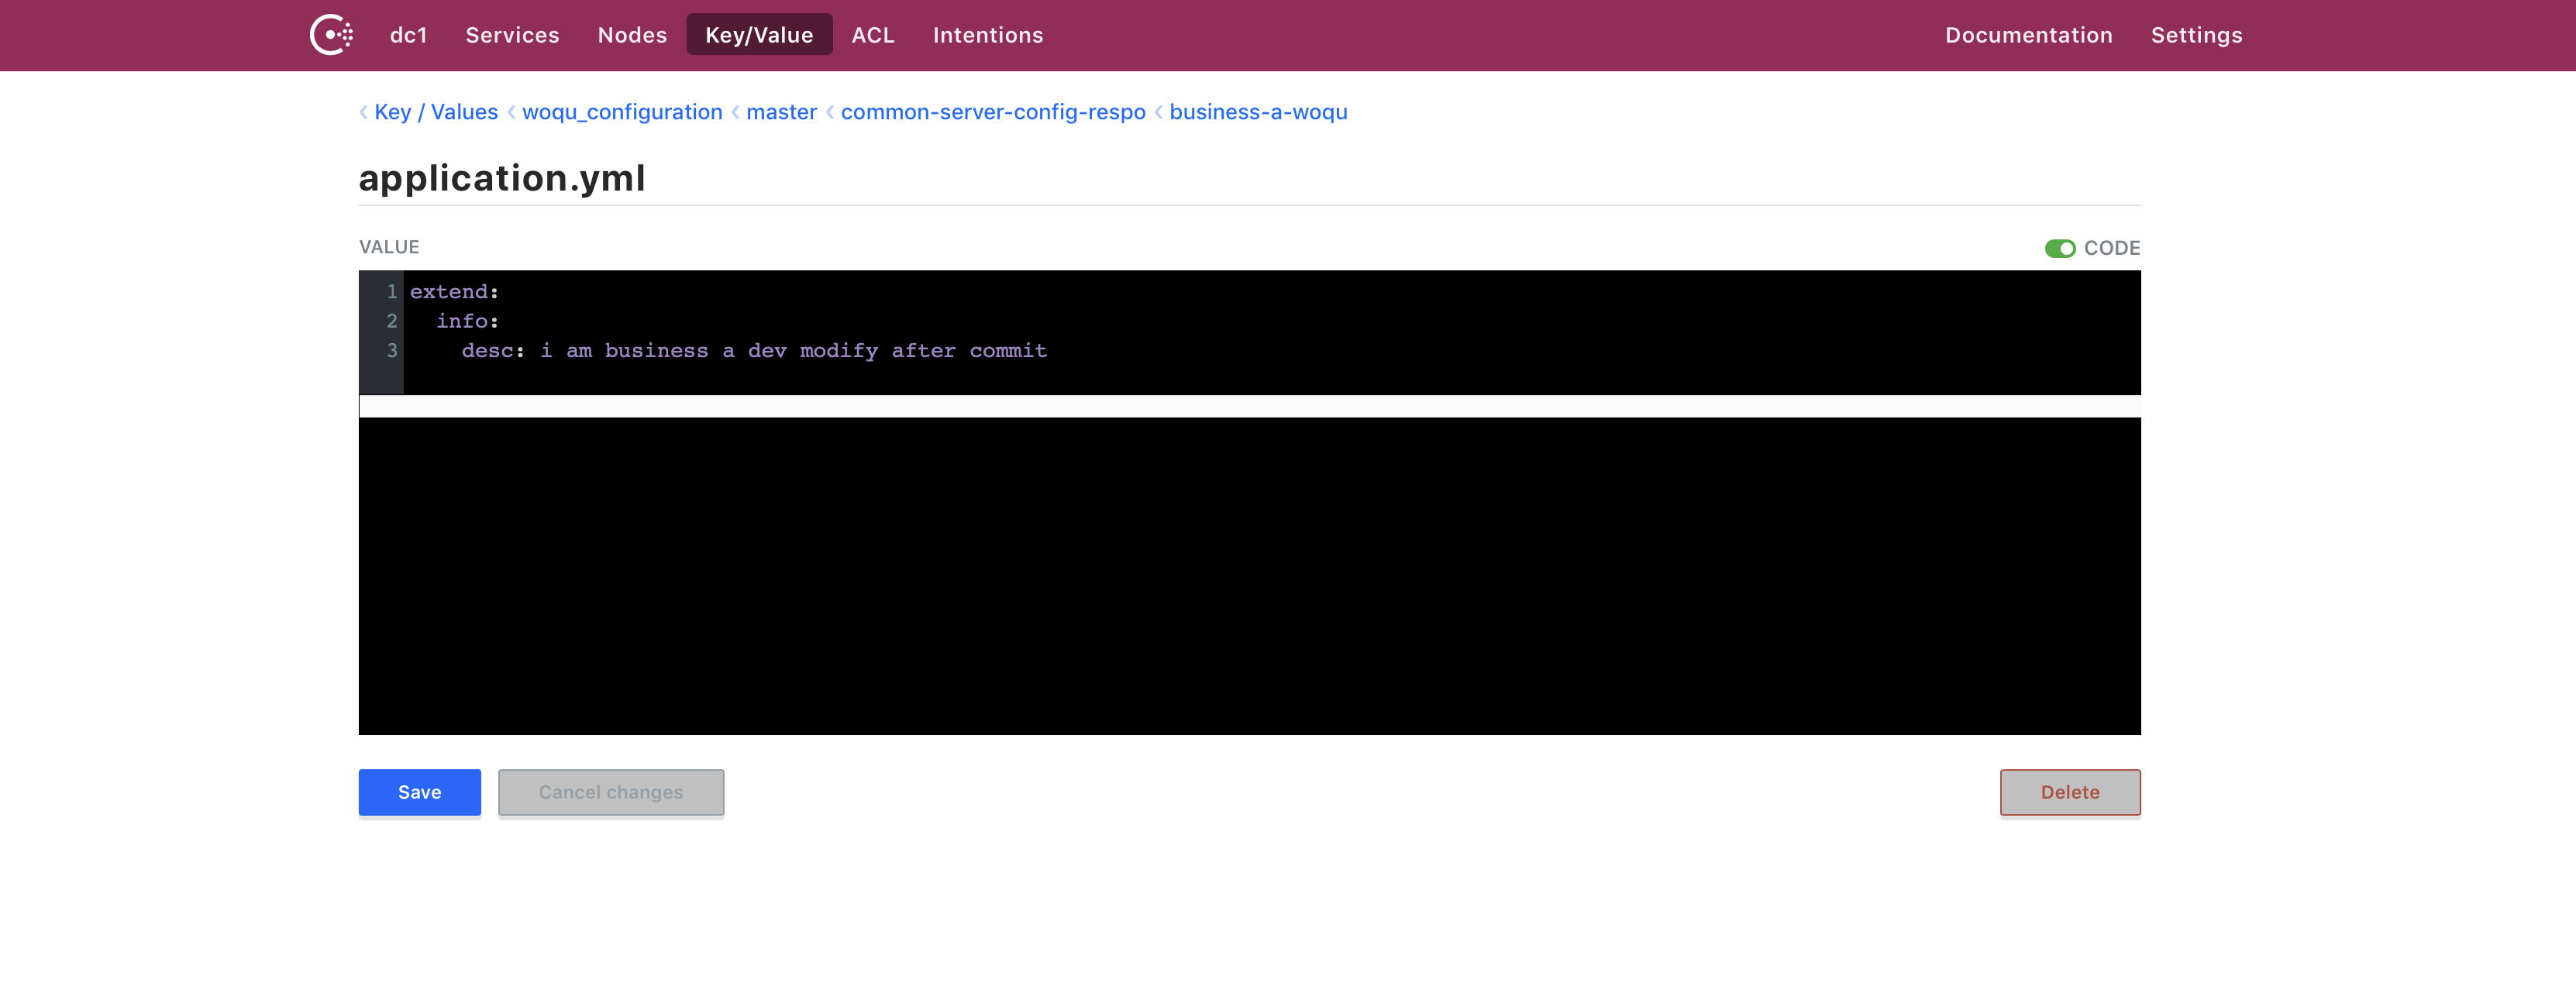 dc1 Services Nodes Key/Value ACL Intentions Documentation Settings
Key / Values woqu_configuration master common-server-config-respo business-a-woqu
application.yml
VALUE CODE
1 extend:
2   info:
3     desc: i am business a dev modify after commit
Save Cancel changes Delete